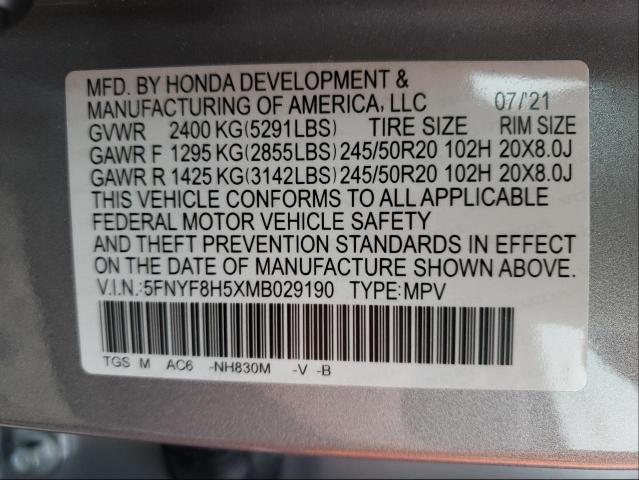 MFD. BY HONDA DEVELOPMENT &
MANUFACTURING OF AMERICA, LLC 07/'21
GVWR 2400 KG(5291LBS) TIRE SIZE RIM SIZE
GAWR F 1295 KG(2855LBS) 245/50R20 102H 20X8.0J
GAWR R 1425 KG(3142LBS) 245/50R20 102H 20X8.0J
THIS VEHICLE CONFORMS TO ALL APPLICABLE
FEDERAL MOTOR VEHICLE SAFETY
AND THEFT PREVENTION STANDARDS IN EFFECT
ON THE DATE OF MANUFACTURE SHOWN ABOVE.
V.I.N.:5FNYF8H5XMB029190 TYPE:MPV
TGS M AC6 -NH830M -V -B